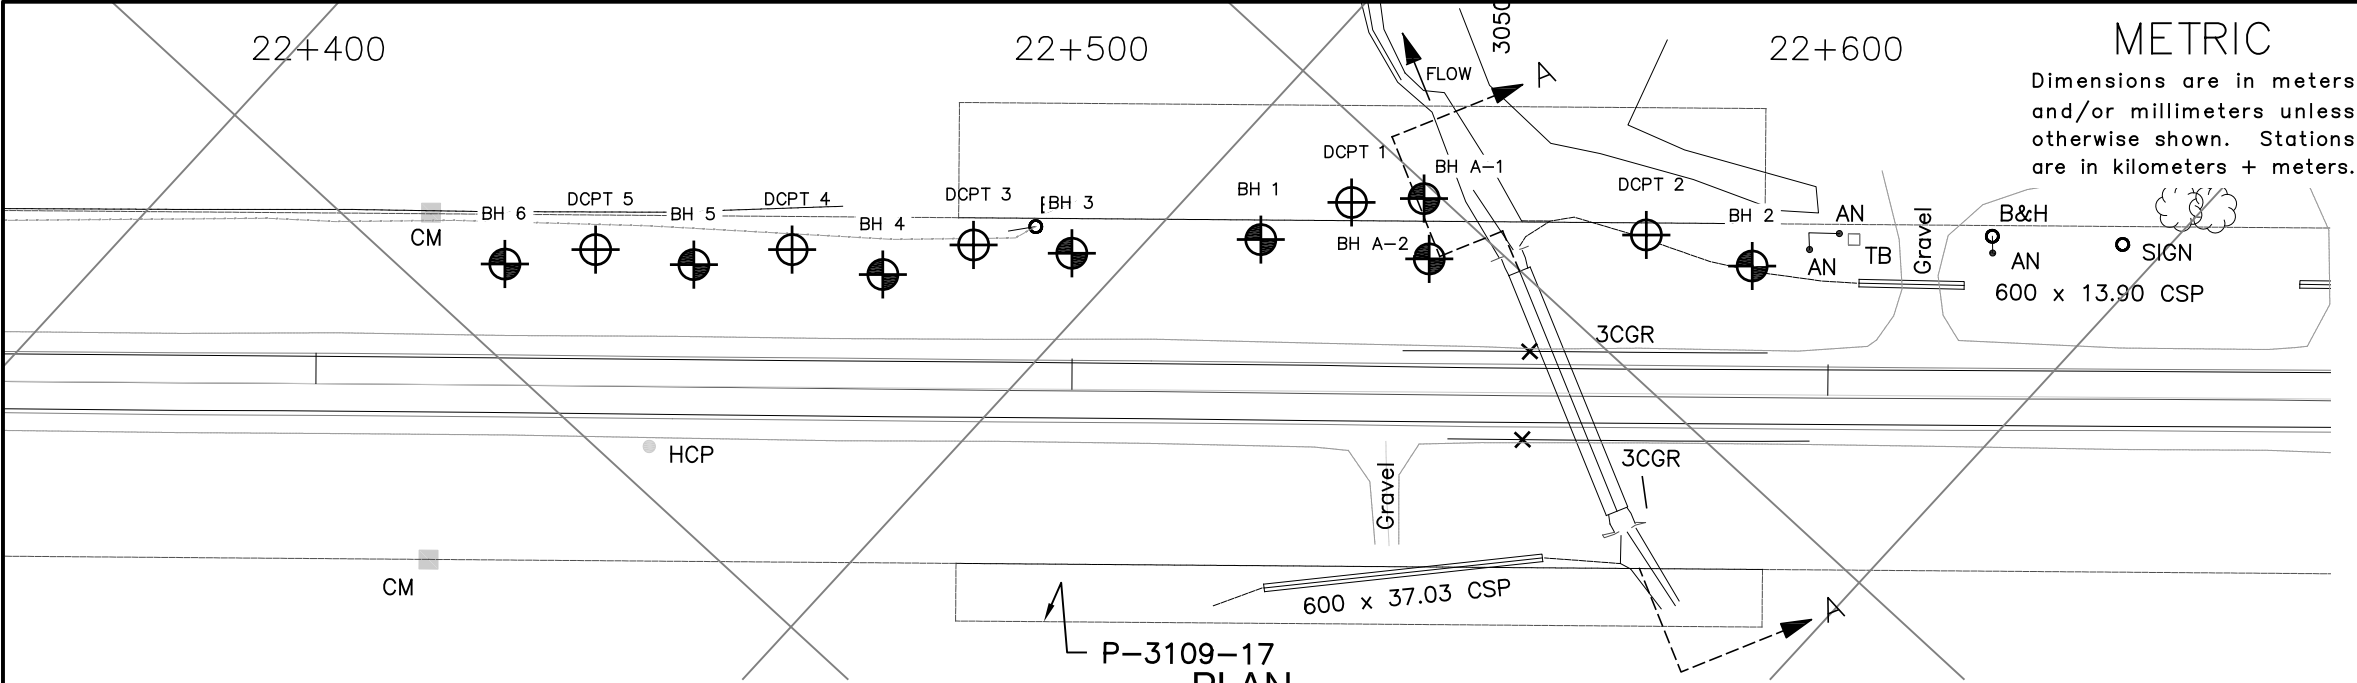 22+400
22+500
22+600
METRIC
Dimensions are in meters
and/or millimeters unless
otherwise shown. Stations
are in kilometers + meters.
3050
FLOW
A
DCPT 1
BH A-1
DCPT 2
DCPT 5
DCPT 4
DCPT 3
BH 3
BH 1
BH 6
BH 5
BH 4
BH 2
AN
B&H
CM
BH A-2
TB
Gravel
SIGN
AN
AN
600 x 13.90 CSP
3CGR
HCP
3CGR
Gravel
CM
600 x 37.03 CSP
A
P-3109-17
PLAN